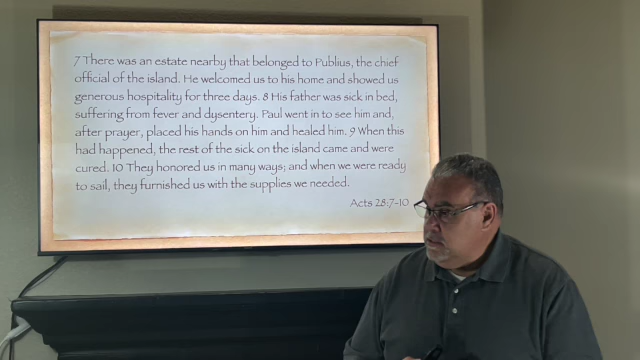 7 There was an estate nearby that belonged to Publius, the chief
official of the island. He welcomed us to his home and showed us
generous hospitality for three days. 8 His father was sick in bed,
suffering from fever and dysentery. Paul went in to see him and,
after prayer, placed his hands on him and healed him. 9 When this
had happened, the rest of the sick on the island came and were
cured. 10 They honored us in many ways; and when we were ready
to sail, they furnished us with the supplies we needed.
Acts 28:7-10